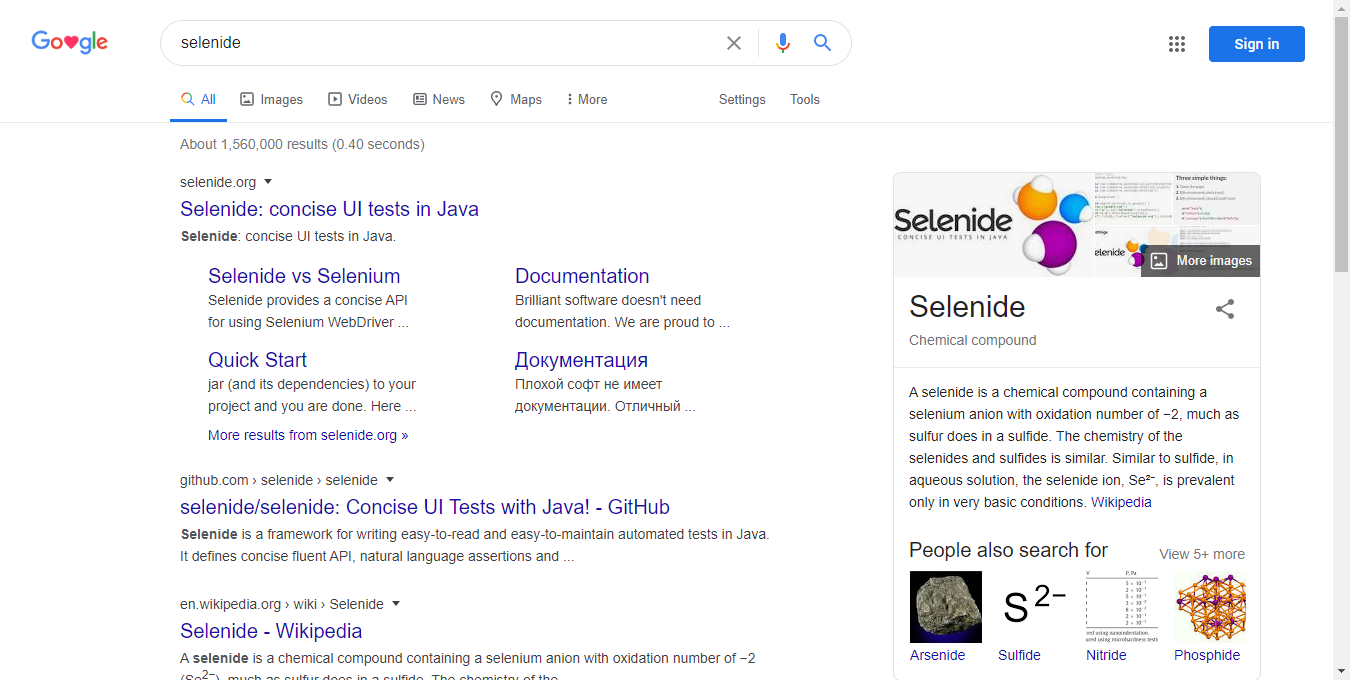 Google
selenide
Sign in
All
Images
Videos
News
Maps
More
Settings
Tools
About 1,560,000 results (0.40 seconds)
selenide.org
Selenide: concise UI tests in Java
Selenide: concise UI tests in Java.
Selenide vs Selenium
Selenide provides a concise API
for using Selenium WebDriver ...
Documentation
Brilliant software doesn't need
documentation. We are proud to ...
Quick Start
jar (and its dependencies) to your
project and you are done. Here ...
Документация
Плохой софт не имеет
документации. Отличный ...
More results from selenide.org »
github.com › selenide › selenide
selenide/selenide: Concise UI Tests with Java! - GitHub
Selenide is a framework for writing easy-to-read and easy-to-maintain automated tests in Java.
It defines concise fluent API, natural language assertions and ...
en.wikipedia.org › wiki › Selenide
Selenide - Wikipedia
A selenide is a chemical compound containing a selenium anion with oxidation number of −2
(Se2−), much as sulfur does in a sulfide. The chemistry of the
Selenide
CONCISE UI TESTS IN JAVA
Three simple things:
elenide
More images
Selenide
Chemical compound
A selenide is a chemical compound containing a
selenium anion with oxidation number of −2, much as
sulfur does in a sulfide. The chemistry of the
selenides and sulfides is similar. Similar to sulfide, in
aqueous solution, the selenide ion, Se²⁻, is prevalent
only in very basic conditions. Wikipedia
People also search for
View 5+ more
S2−
V P, Pa
5 × 10⁻¹
2 × 10⁻¹
Arsenide
Sulfide
Nitride
Phosphide